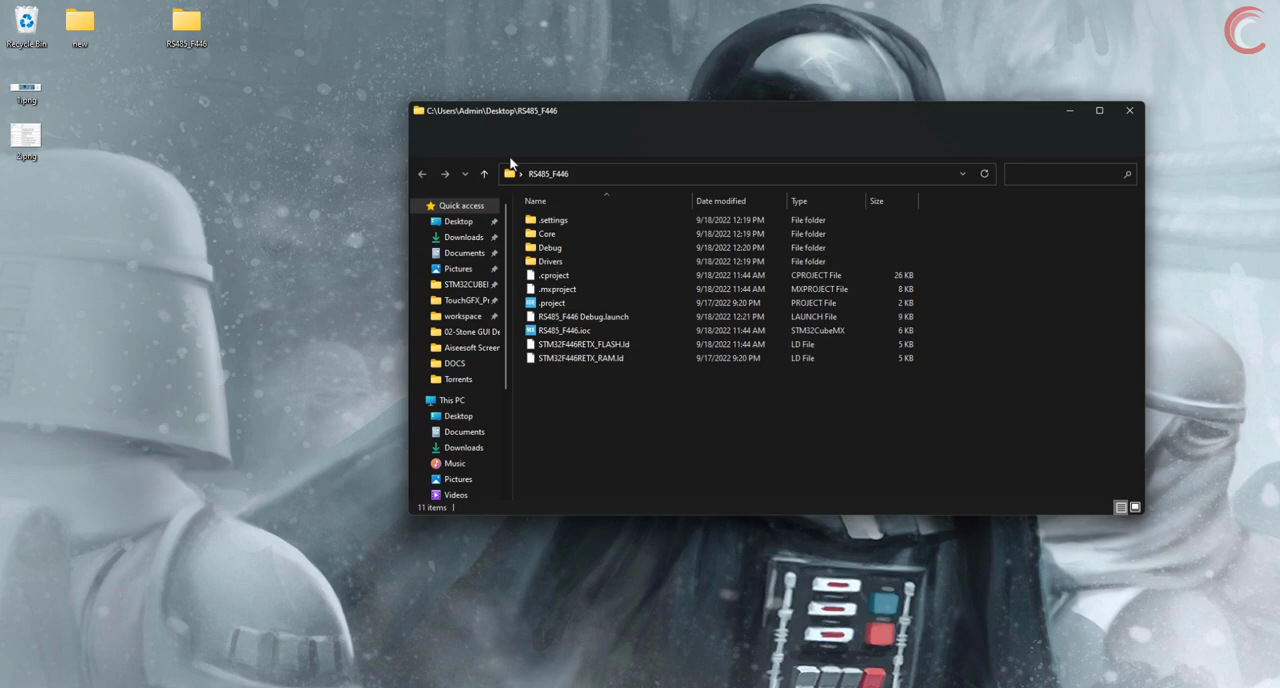 Recycle Bin
new
RS485_F446
1.png
2.png
C:\Users\Admin\Desktop\RS485_F446
RS485_F446
Name Date modified Type Size
Quick access
Desktop
Downloads
Documents
Pictures
STM32CUBEI
TouchGFX_Pr
workspace
02-Stone GUI De
Aiseesoft Screen
DOCS
Torrents
This PC
Desktop
Documents
Downloads
Music
Pictures
Videos
.settings 9/18/2022 12:19 PM File folder
Core 9/18/2022 12:19 PM File folder
Debug 9/18/2022 12:20 PM File folder
Drivers 9/18/2022 12:19 PM File folder
.cproject 9/18/2022 11:44 AM CPROJECT File 26 KB
.mxproject 9/18/2022 11:44 AM MXPROJECT File 8 KB
.project 9/17/2022 9:20 PM PROJECT File 2 KB
RS485_F446 Debug.launch 9/18/2022 12:21 PM LAUNCH File 9 KB
RS485_F446.ioc 9/18/2022 11:44 AM STM32CubeMX 6 KB
STM32F446RETX_FLASH.ld 9/18/2022 11:44 AM LD File 5 KB
STM32F446RETX_RAM.ld 9/17/2022 9:20 PM LD File 5 KB
11 items